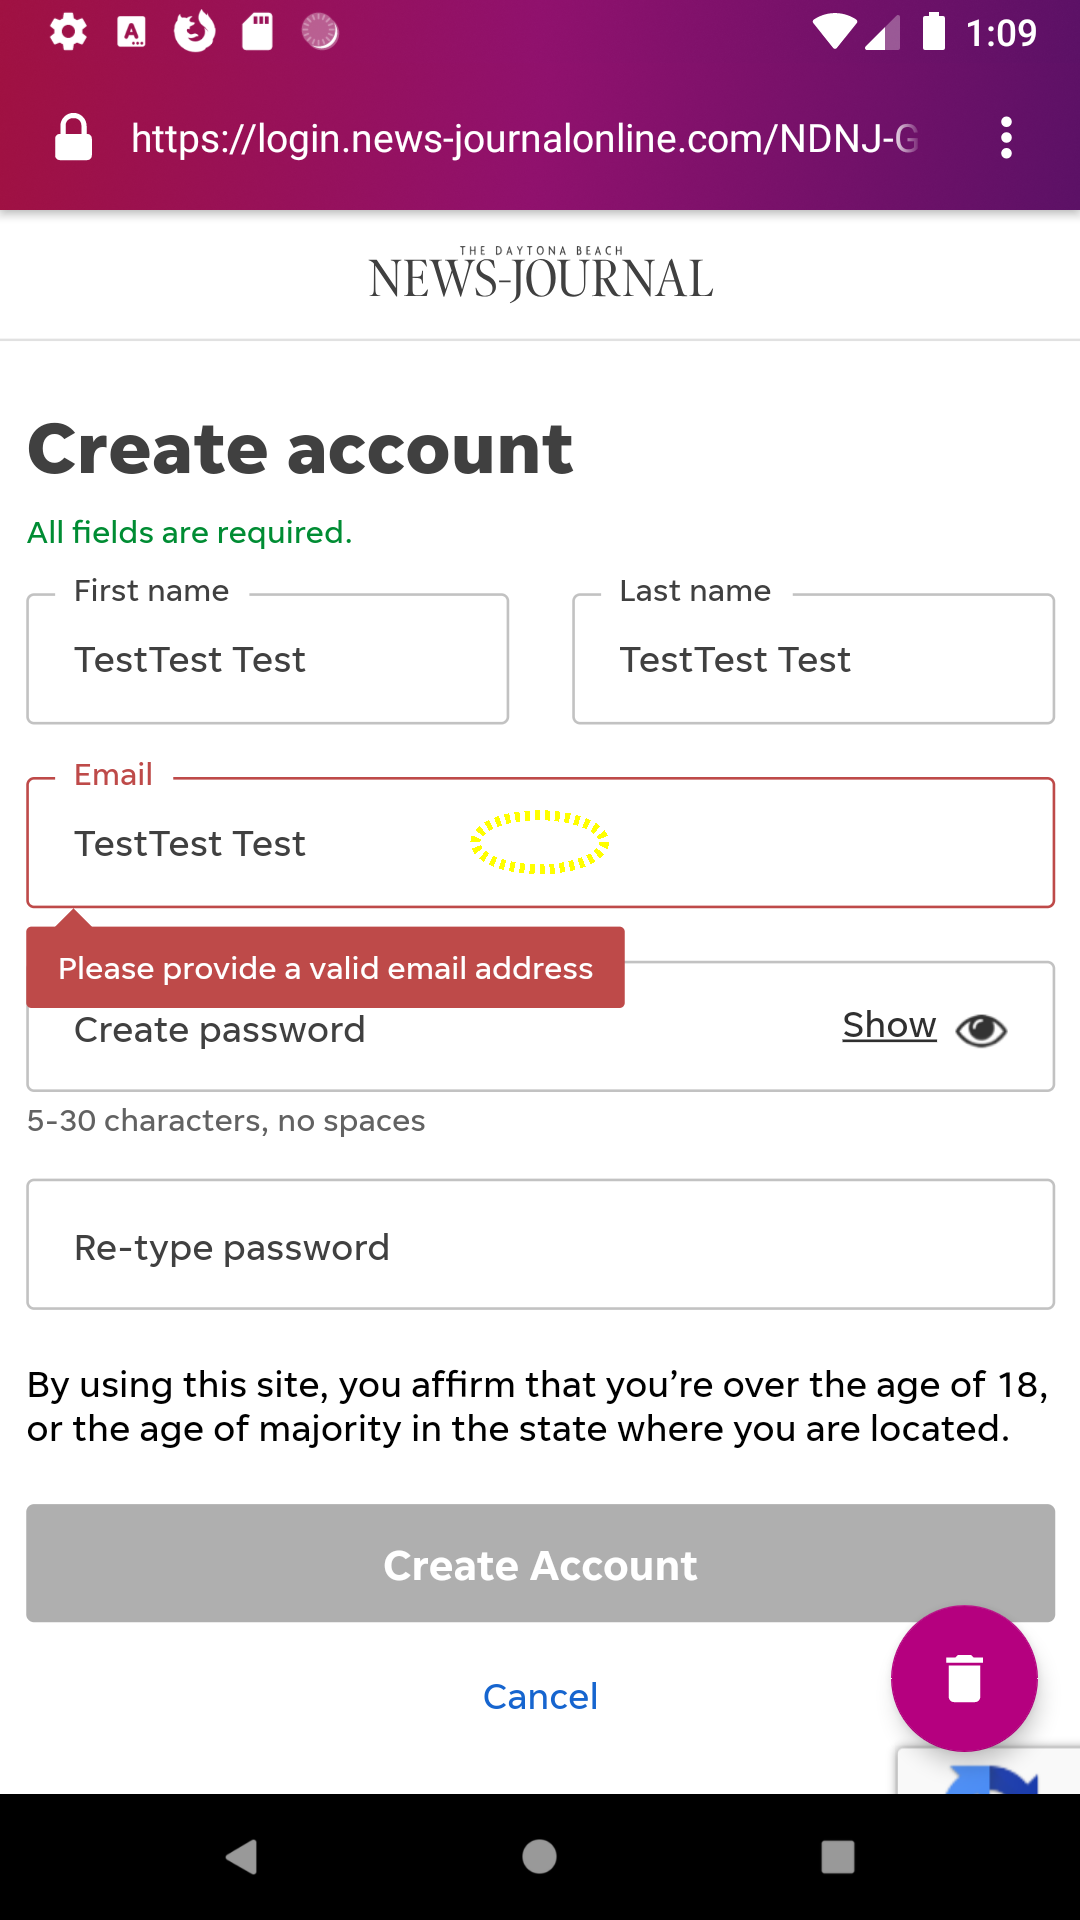 1:09
https://login.news-journalonline.com/NDNJ-G
THE DAYTONA BEACH
NEWS-JOURNAL
Create account
All fields are required.
First name
Last name
TestTest Test
TestTest Test
Email
TestTest Test
Please provide a valid email address
Create password
Show
5-30 characters, no spaces
Re-type password
By using this site, you affirm that you’re over the age of 18,
or the age of majority in the state where you are located.
Create Account
Cancel